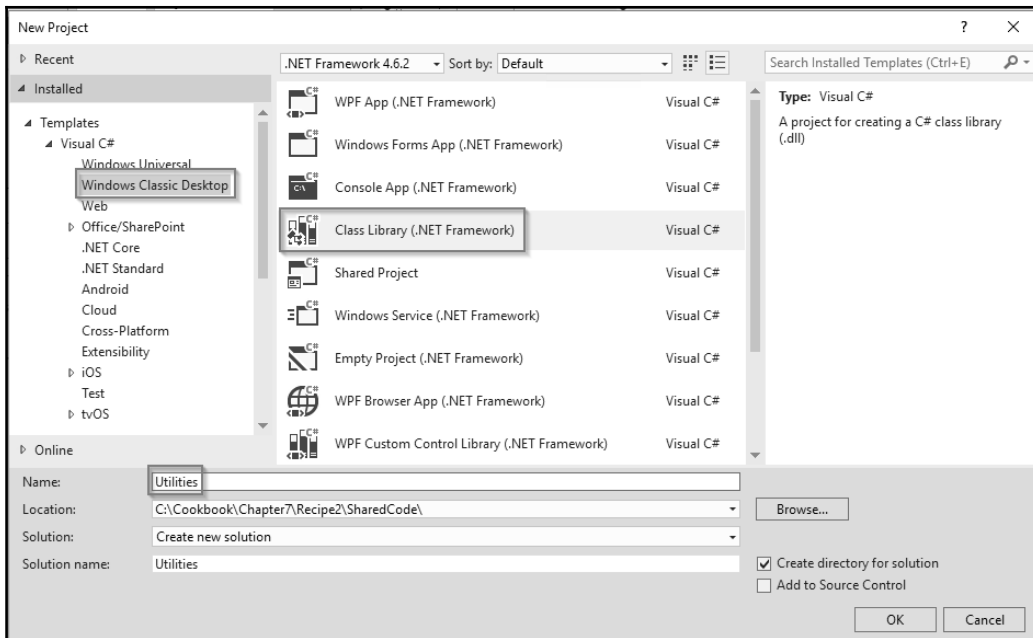 New Project
? X
Recent
Installed
Templates
Visual C#
Windows Universal
Windows Classic Desktop
Web
Office/SharePoint
.NET Core
.NET Standard
Android
Cloud
Cross-Platform
Extensibility
iOS
Test
tvOS
Online
.NET Framework 4.6.2 Sort by: Default
C# WPF App (.NET Framework) Visual C#
C# Windows Forms App (.NET Framework) Visual C#
C# C:\ Console App (.NET Framework) Visual C#
C# Class Library (.NET Framework) Visual C#
C# Shared Project Visual C#
C# Windows Service (.NET Framework) Visual C#
C# Empty Project (.NET Framework) Visual C#
C# WPF Browser App (.NET Framework) Visual C#
C# WPF Custom Control Library (.NET Framework) Visual C#
Search Installed Templates (Ctrl+E)
Type: Visual C#
A project for creating a C# class library
(.dll)
Name: Utilities
Location: C:\Cookbook\Chapter7\Recipe2\SharedCode\ Browse...
Solution: Create new solution
Solution name: Utilities
Create directory for solution
Add to Source Control
OK Cancel